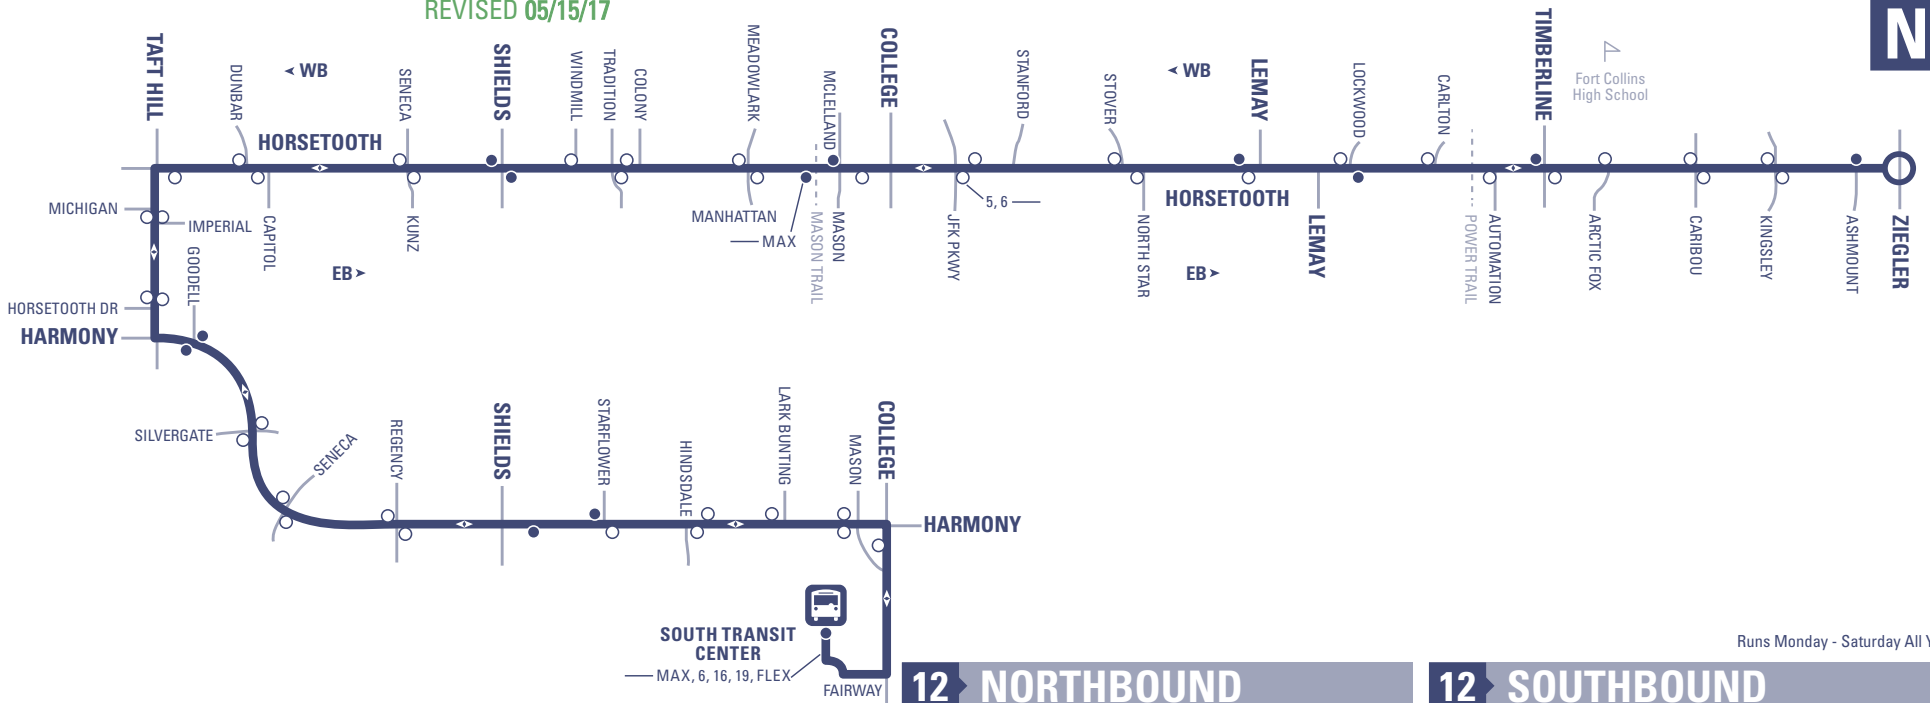 REVISED 05/15/17
N
TAFT HILL
DUNBAR
WB
SENECA
SHIELDS
WINDMILL
TRADITION
COLONY
MEADOWLARK
MCLELLAND
COLLEGE
STANFORD
STOVER
WB
LEMAY
LOCKWOOD
CARLTON
TIMBERLINE
Fort Collins
High School
HORSETOOTH
HORSETOOTH
MICHIGAN
IMPERIAL
GOODELL
CAPITOL
EB
KUNZ
MANHATTAN
MAX
MASON TRAIL
MASON
JFK PKWY
5, 6
NORTH STAR
EB
LEMAY
POWER TRAIL
AUTOMATION
ARCTIC FOX
CARIBOU
KINGSLEY
ASHMOUNT
ZIEGLER
HORSETOOTH DR
HARMONY
SILVERGATE
SENECA
REGENCY
SHIELDS
STARFLOWER
HINDSDALE
LARK BUNTING
MASON
COLLEGE
HARMONY
SOUTH TRANSIT
CENTER
MAX, 6, 16, 19, FLEX
FAIRWAY
Runs Monday - Saturday All Y
12 NORTHBOUND
12 SOUTHBOUND